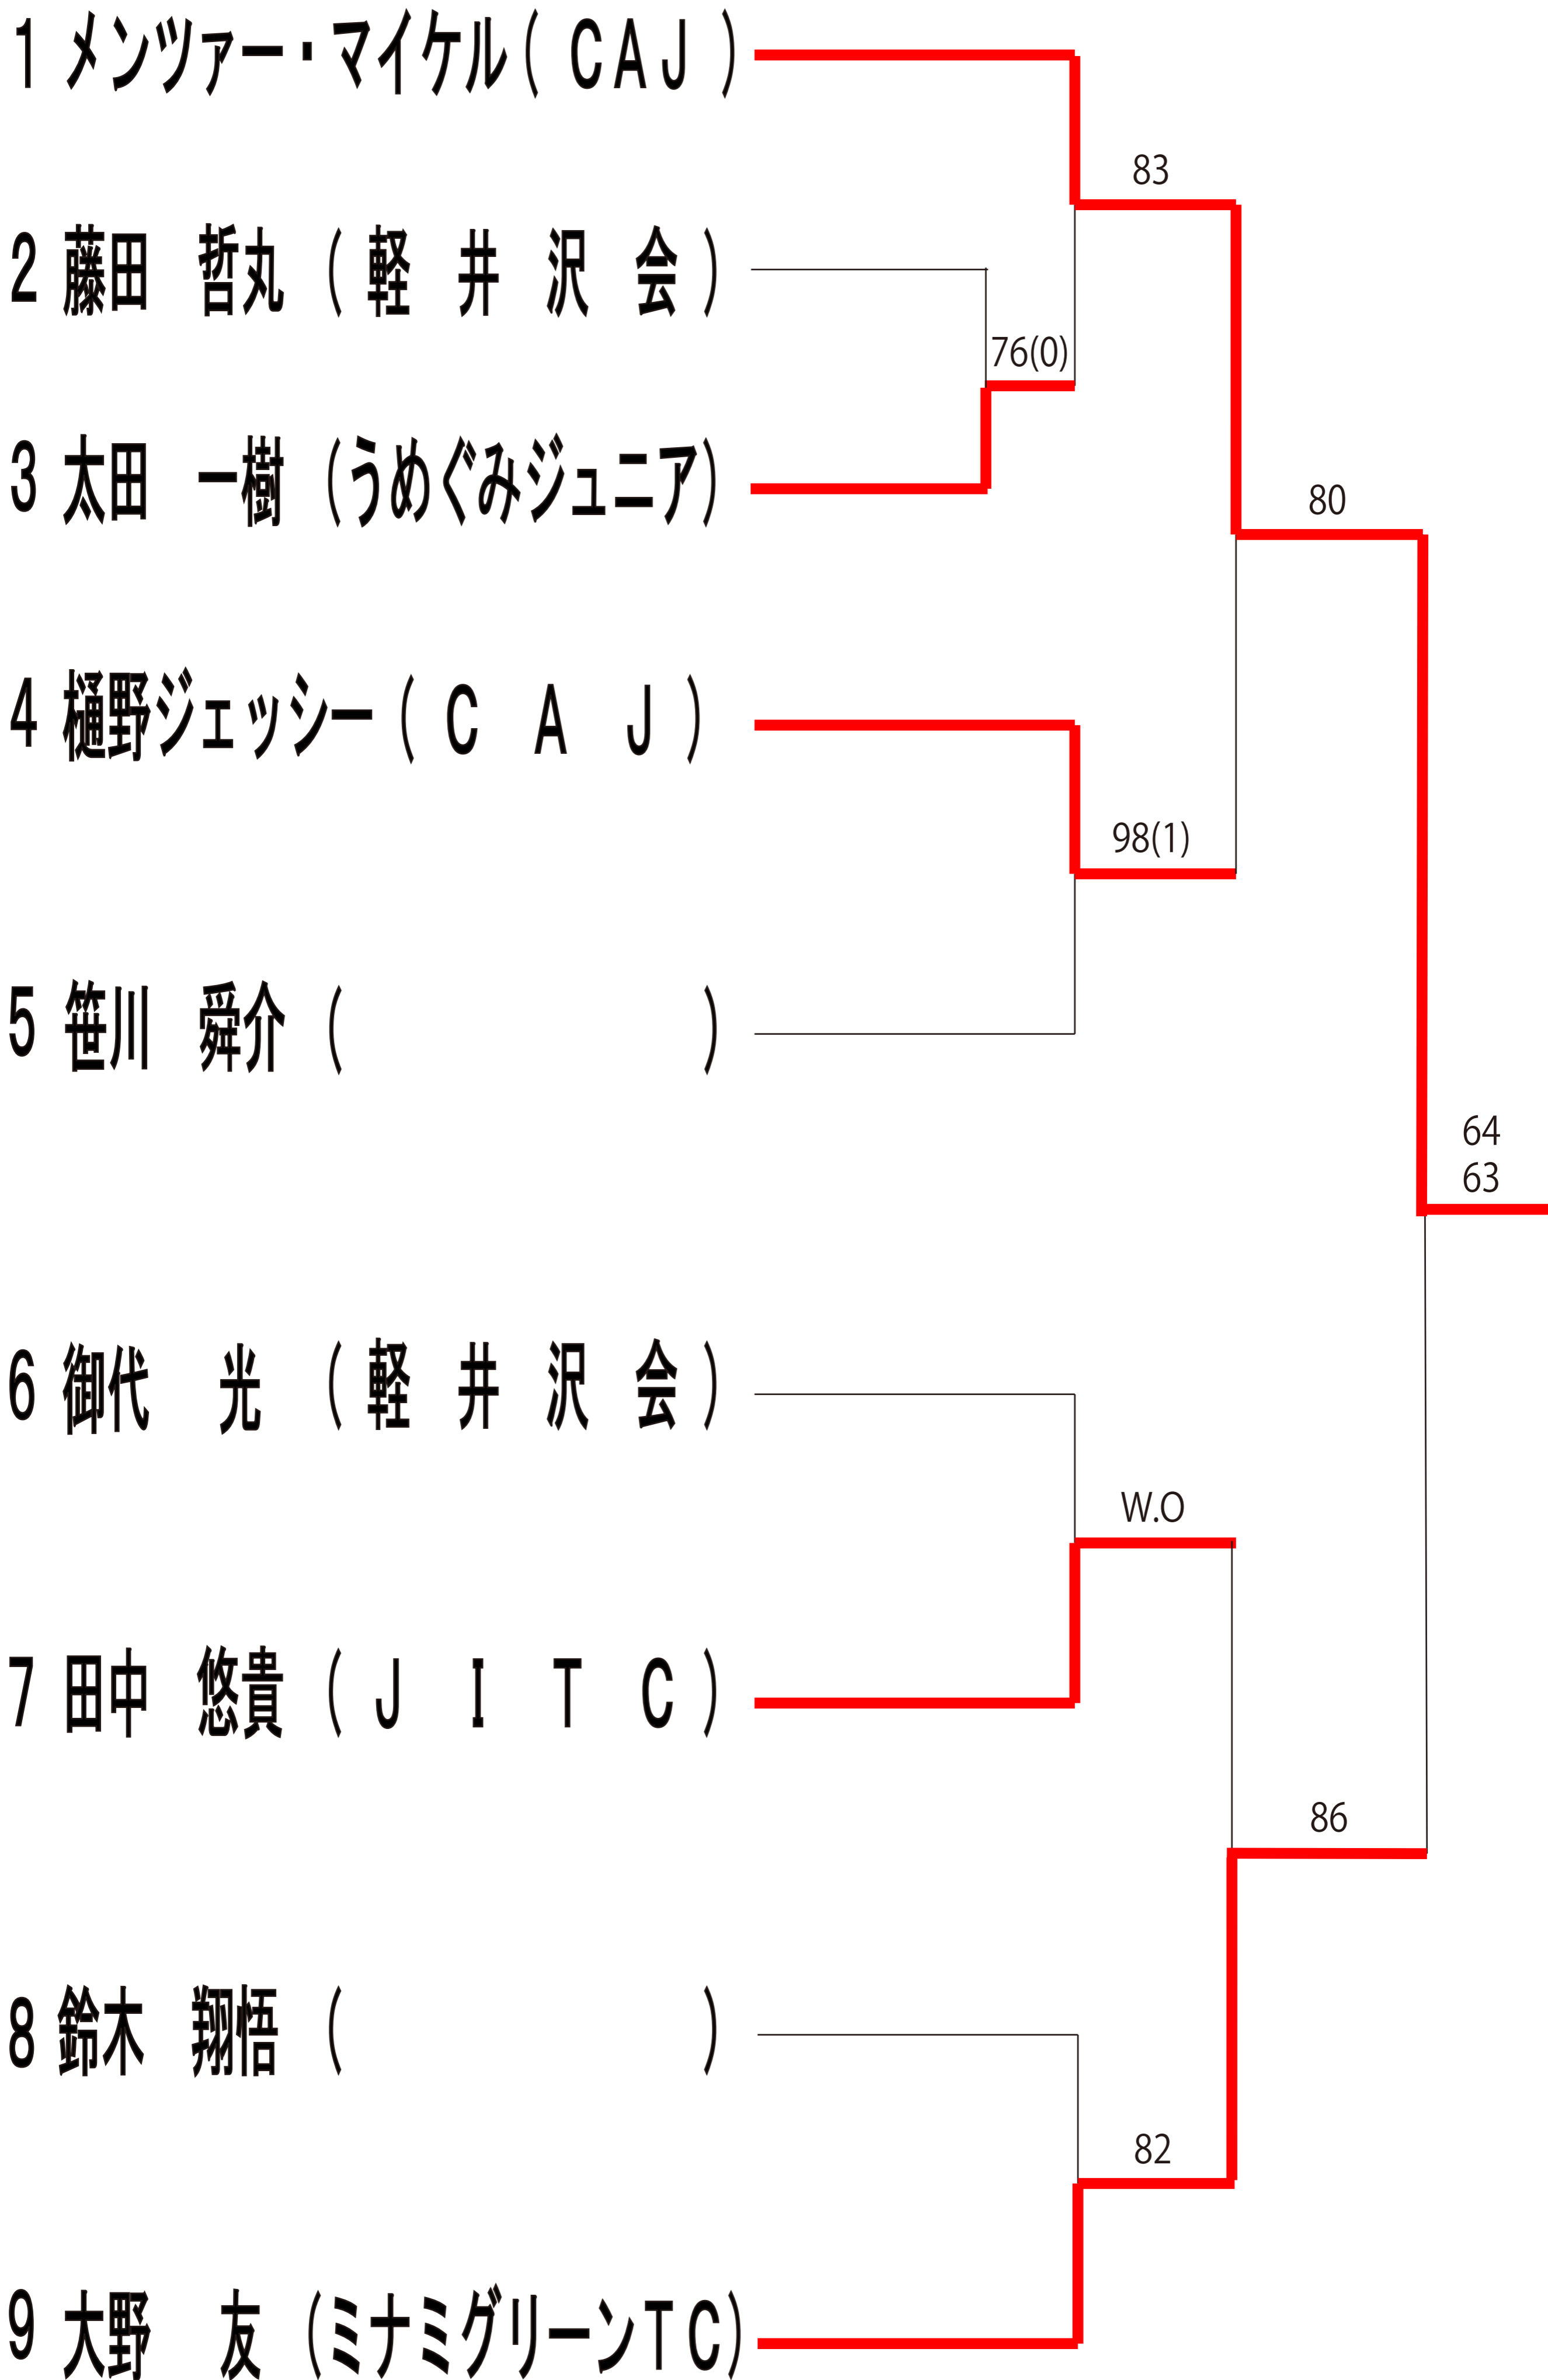 1 メンヅァー・マイケル(CAJ)
83
2 藤田 哲丸 (軽井沢会)
76(0)
3 太田 一樹 (うめぐみジュニア)
80
4 樋野ジェッシー(CAJ)
98(1)
5 笹川 舜介 ( )
64
63
6 御代 光 (軽井沢会)
W.O
7 田中 悠貴 (JITC)
86
8 鈴木 翔悟 ( )
82
9 大野 友 (ミナミグリーンTC)